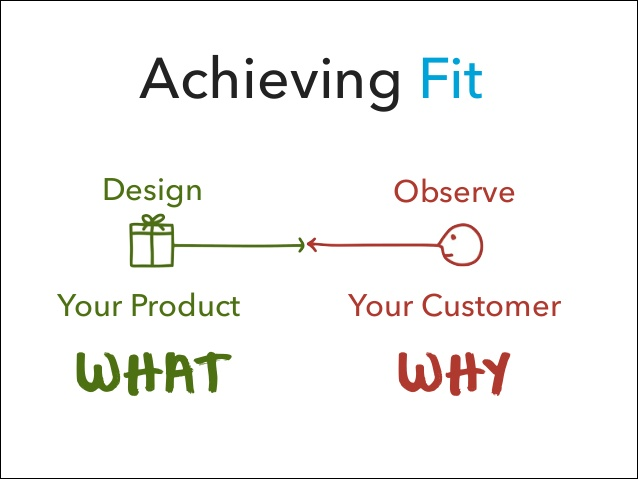 Achieving Fit
Design
Observe
Your Product
Your Customer
WHAT
WHY